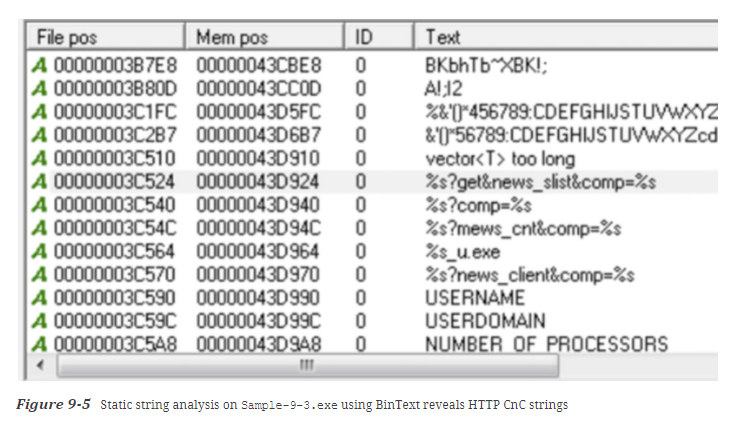 File pos Mem pos ID Text
A 00000003B7E8 00000043CBE8 0 BKbhTb~XBK!;
A 00000003B80D 00000043CC0D 0 A!;I2
A 00000003C1FC 00000043D5FC 0 %&'()*456789:CDEFGHIJSTUVWXYZ
A 00000003C2B7 00000043D6B7 0 &'()*56789:CDEFGHIJSTUVWXYZcd
A 00000003C510 00000043D910 0 vector<T> too long
A 00000003C524 00000043D924 0 %s?get&news_slist&comp=%s
A 00000003C540 00000043D940 0 %s?comp=%s
A 00000003C54C 00000043D94C 0 %s?mews_cnt&comp=%s
A 00000003C564 00000043D964 0 %s_u.exe
A 00000003C570 00000043D970 0 %s?news_client&comp=%s
A 00000003C590 00000043D990 0 USERNAME
A 00000003C59C 00000043D99C 0 USERDOMAIN
A 00000003C5A8 00000043D9A8 0 NUMBER_OF_PROCESSORS
Figure 9-5 Static string analysis on Sample-9-3.exe using BinText reveals HTTP CnC strings